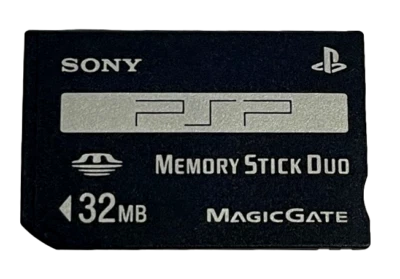 SONY
PSP
MEMORY STICK DUO
32MB
MAGICGATE